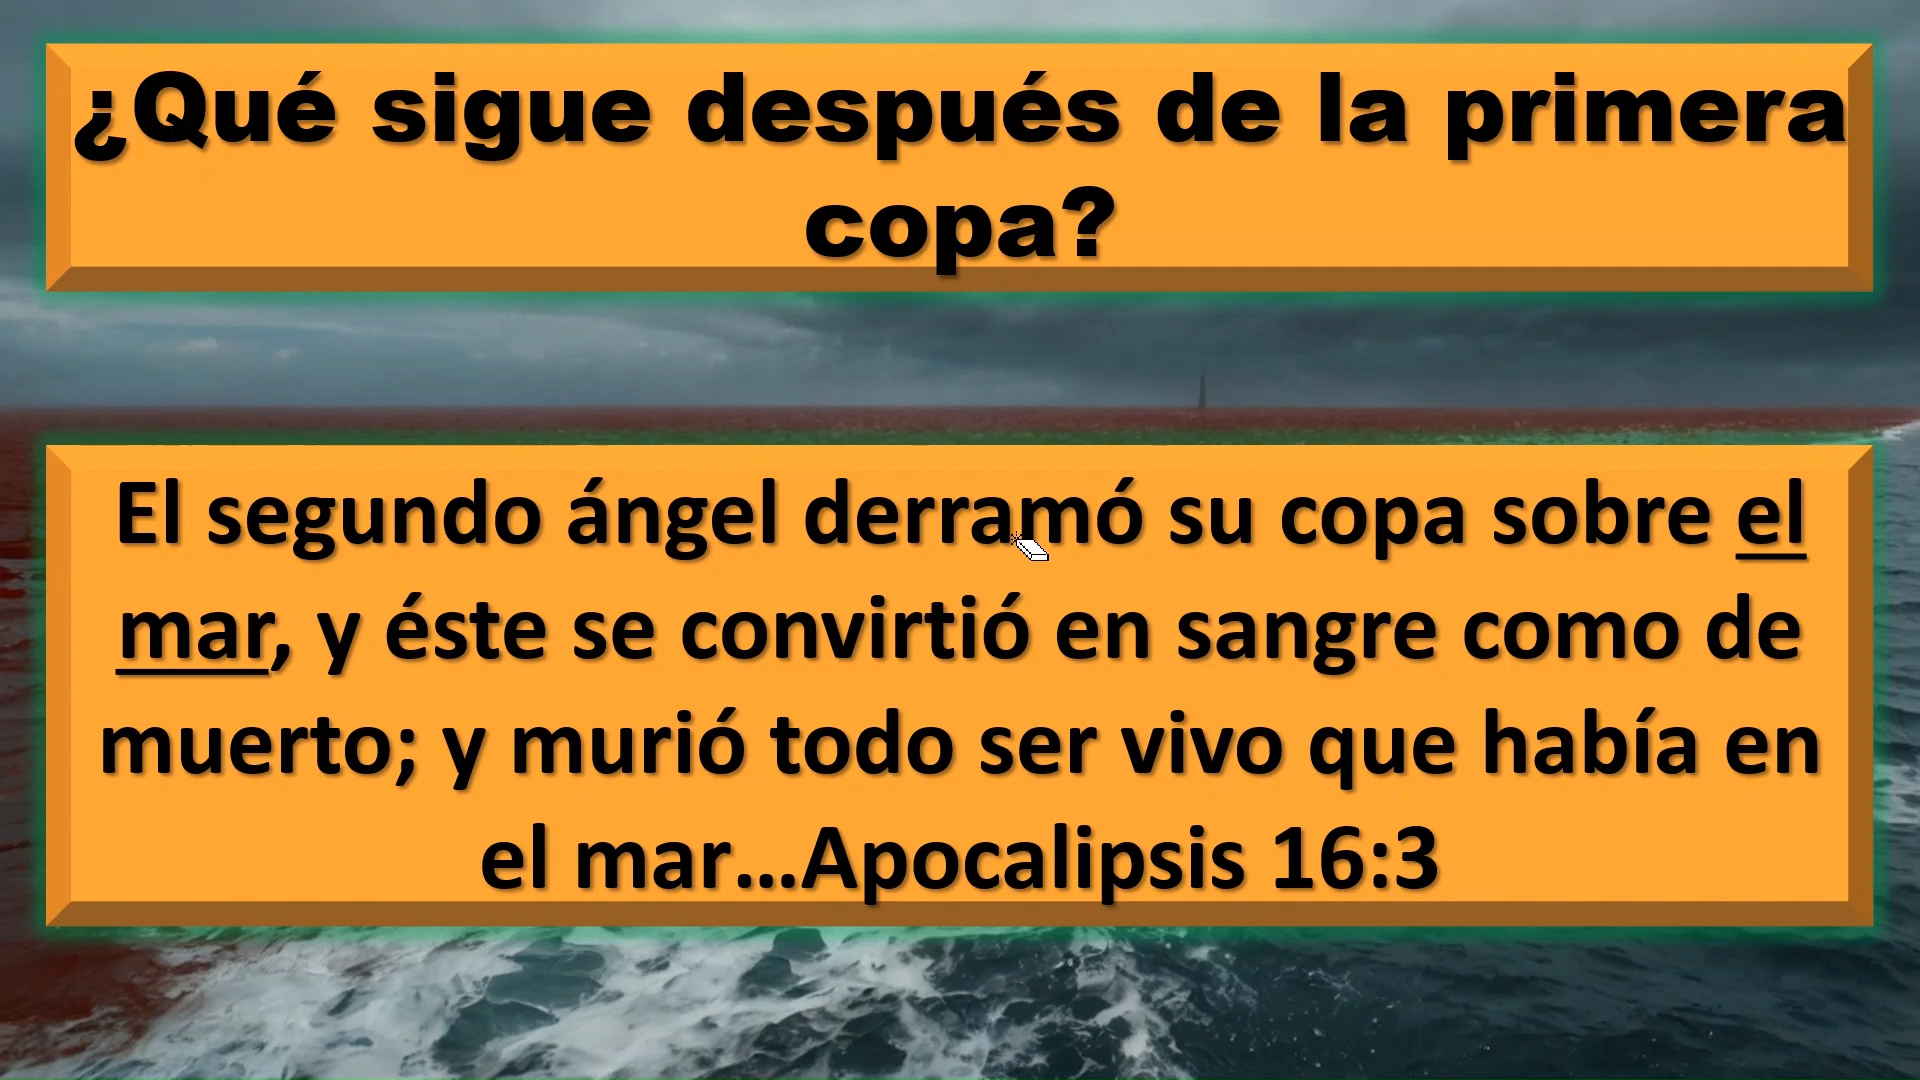 ¿Qué sigue después de la primera
copa?
El segundo ángel derramó su copa sobre el
mar, y éste se convirtió en sangre como de
muerto; y murió todo ser vivo que había en
el mar…Apocalipsis 16:3